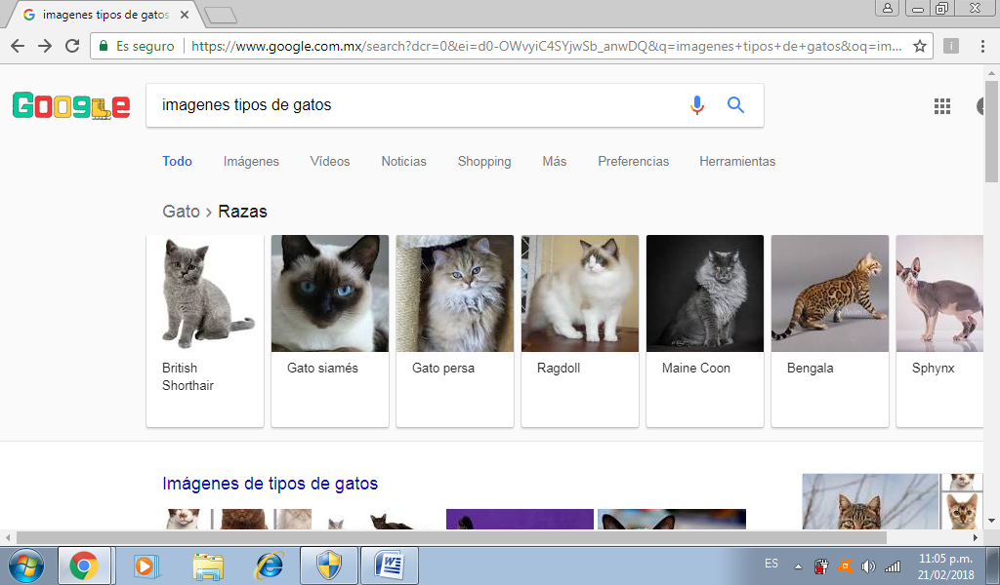 imagenes tipos de gatos
Es seguro
https://www.google.com.mx/search?dcr=0&ei=d0-OWvyiC4SYjwSb_anwDQ&q=imagenes+tipos+de+gatos&oq=im...
Google
imagenes tipos de gatos
Todo Imágenes Vídeos Noticias Shopping Más Preferencias Herramientas
Gato › Razas
British
Shorthair
Gato siamés
Gato persa
Ragdoll
Maine Coon
Bengala
Sphynx
Imágenes de tipos de gatos
ES
11:05 p.m.
21/02/2018